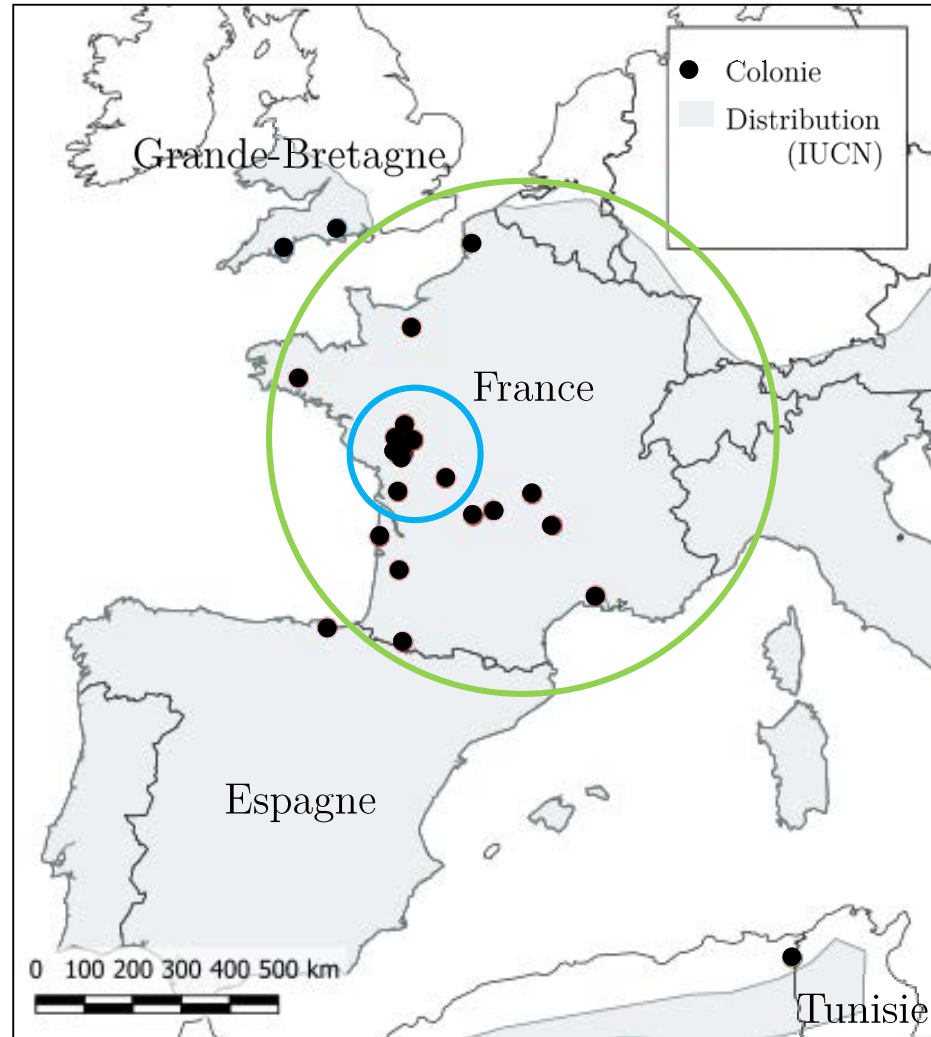 Colonie
Distribution
(IUCN)
Grande-Bretagne
France
Espagne
0 100 200 300 400 500 km
Tunisie